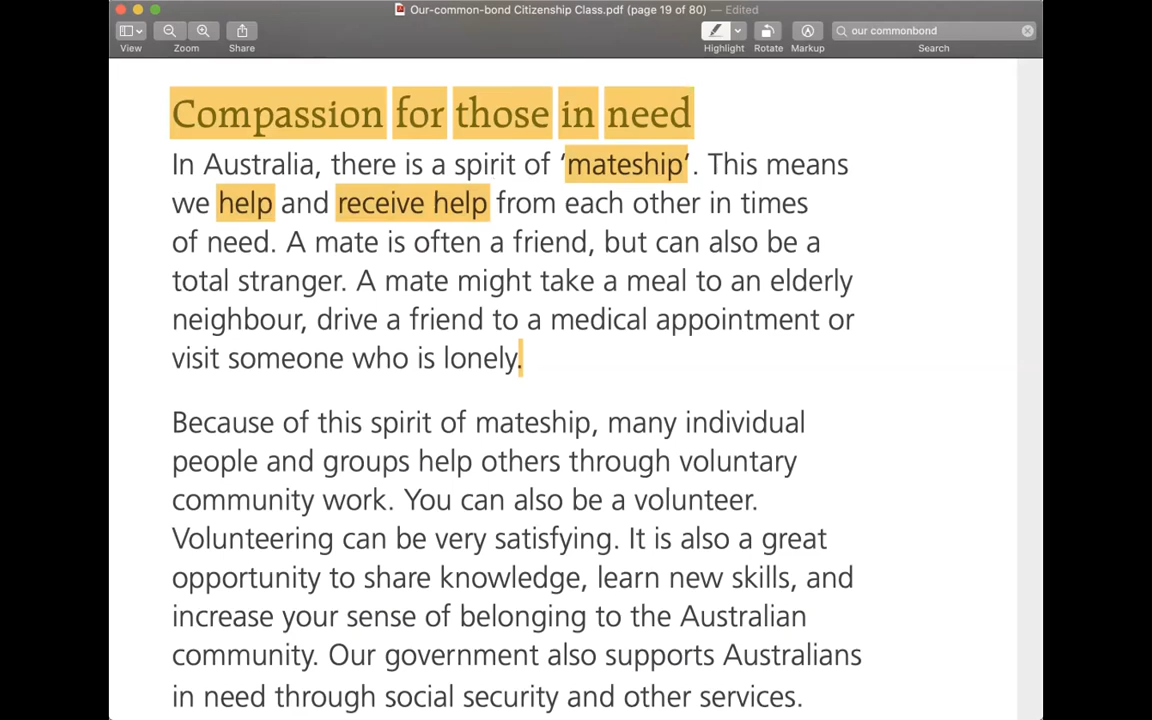 Our-common-bond Citizenship Class.pdf (page 19 of 80) — Edited
View
Zoom
Share
Highlight
Rotate
Markup
our commonbond
Search
Compassion for those in need
In Australia, there is a spirit of ‘mateship’. This means
we help and receive help from each other in times
of need. A mate is often a friend, but can also be a
total stranger. A mate might take a meal to an elderly
neighbour, drive a friend to a medical appointment or
visit someone who is lonely.
Because of this spirit of mateship, many individual
people and groups help others through voluntary
community work. You can also be a volunteer.
Volunteering can be very satisfying. It is also a great
opportunity to share knowledge, learn new skills, and
increase your sense of belonging to the Australian
community. Our government also supports Australians
in need through social security and other services.